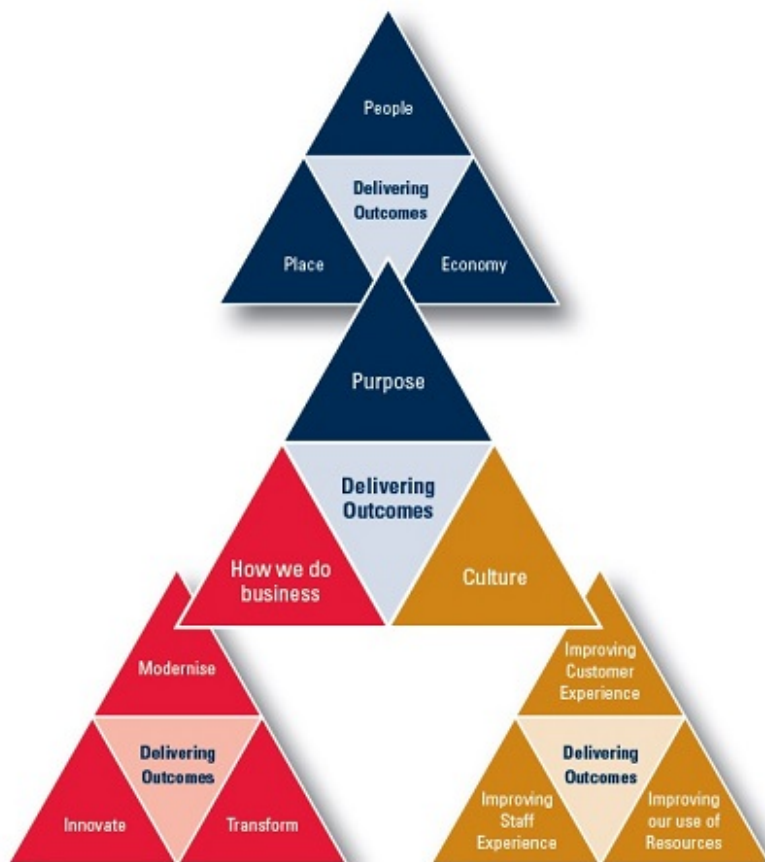 People
Delivering
Outcomes
Place
Economy
Purpose
Delivering
Outcomes
How we do
business
Culture
Modernise
Delivering
Outcomes
Innovate
Transform
Improving
Customer
Experience
Delivering
Outcomes
Improving
Staff
Experience
Improving
our use of
Resources